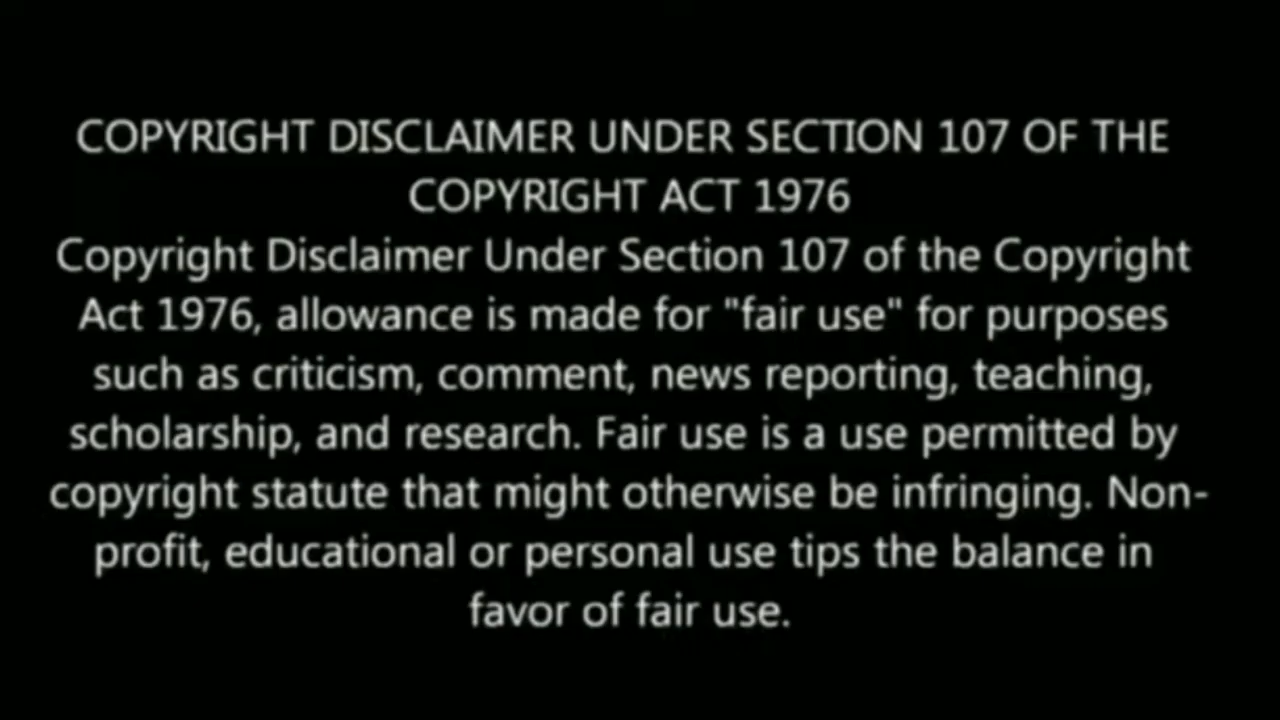 COPYRIGHT DISCLAIMER UNDER SECTION 107 OF THE
COPYRIGHT ACT 1976
Copyright Disclaimer Under Section 107 of the Copyright
Act 1976, allowance is made for "fair use" for purposes
such as criticism, comment, news reporting, teaching,
scholarship, and research. Fair use is a use permitted by
copyright statute that might otherwise be infringing. Non-
profit, educational or personal use tips the balance in
favor of fair use.